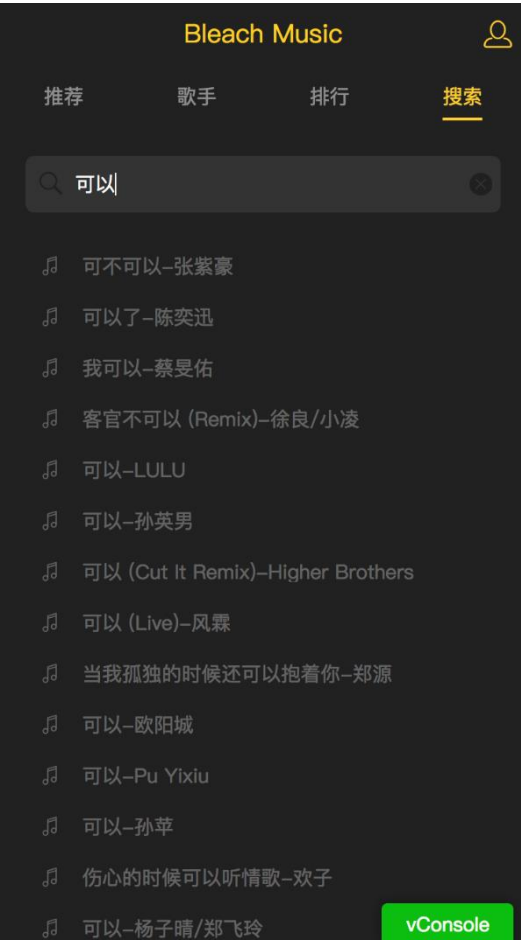 Bleach Music
推荐 歌手 排行 搜索
可以
可不可以-张紫豪
可以了-陈奕迅
我可以-蔡旻佑
客官不可以 (Remix)-徐良/小凌
可以-LULU
可以-孙英男
可以 (Cut It Remix)-Higher Brothers
可以 (Live)-风霖
当我孤独的时候还可以抱着你-郑源
可以-欧阳城
可以-Pu Yixiu
可以-孙苹
伤心的时候可以听情歌-欢子
可以-杨子晴/郑飞玲
vConsole